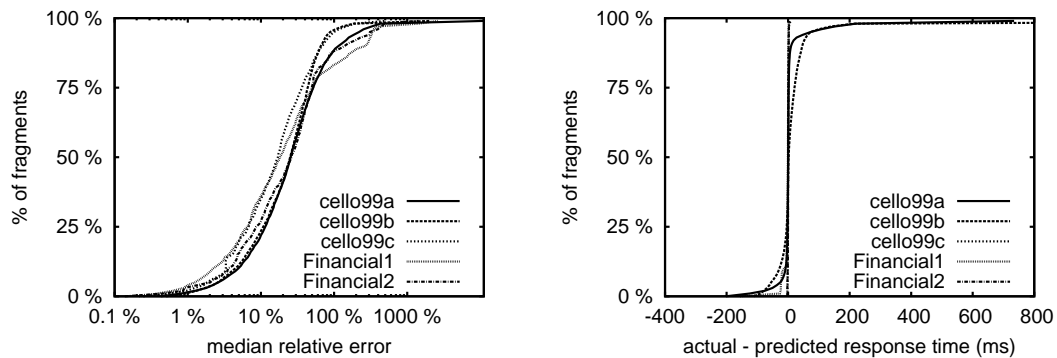 100 %
75 %
50 %
25 %
0 %
% of fragments
cello99a
cello99b
cello99c
Financial1
Financial2
0.1 % 1 % 10 % 100 % 1000 %
median relative error
100 %
75 %
50 %
25 %
0 %
% of fragments
cello99a
cello99b
cello99c
Financial1
Financial2
-400 -200 0 200 400 600 800
actual - predicted response time (ms)